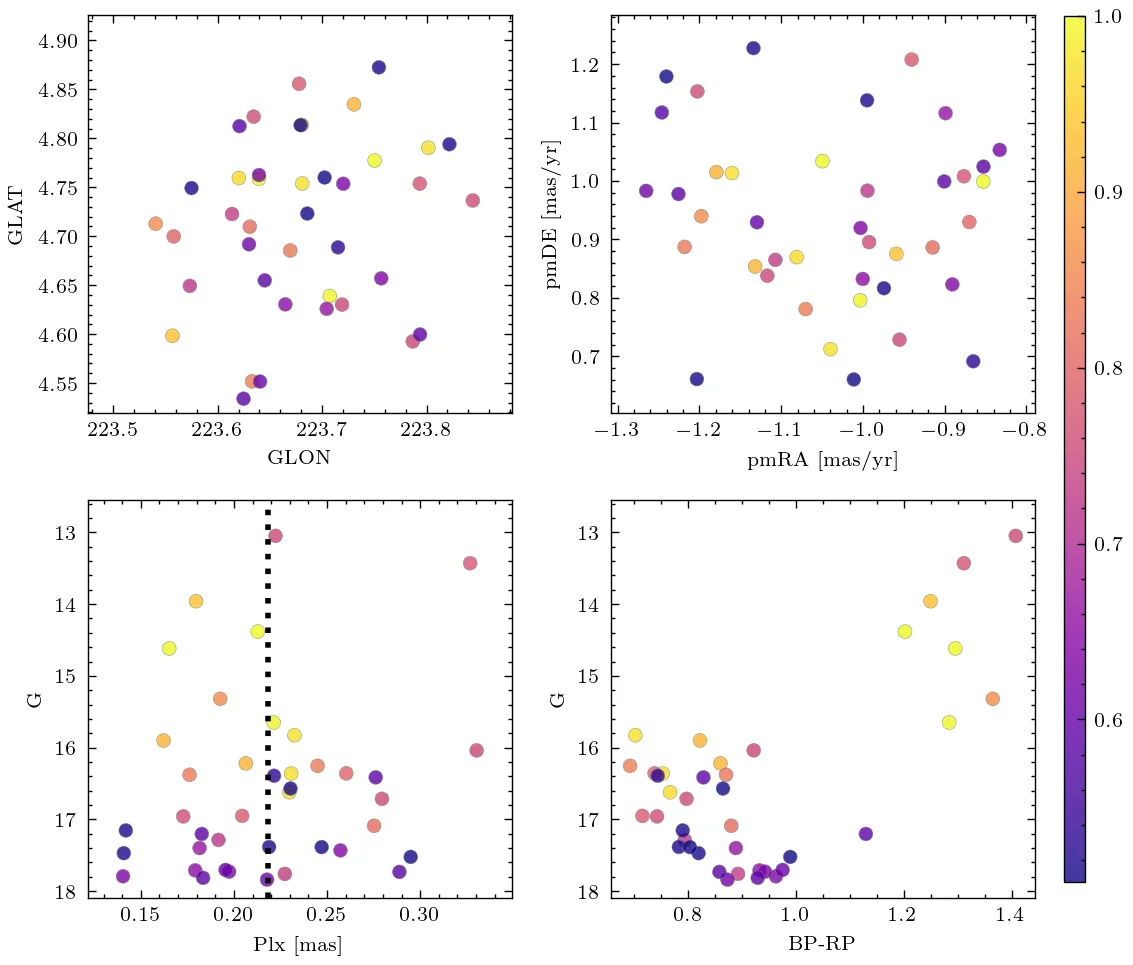 4.90
4.85
4.80
4.75
4.70
4.65
4.60
4.55
GLAT
223.5 223.6 223.7 223.8
GLON
1.2
1.1
1.0
0.9
0.8
0.7
pmDE [mas/yr]
−1.3 −1.2 −1.1 −1.0 −0.9 −0.8
pmRA [mas/yr]
13
14
15
16
17
18
G
0.15 0.20 0.25 0.30
Plx [mas]
13
14
15
16
17
18
G
0.8 1.0 1.2 1.4
BP-RP
1.0
0.9
0.8
0.7
0.6